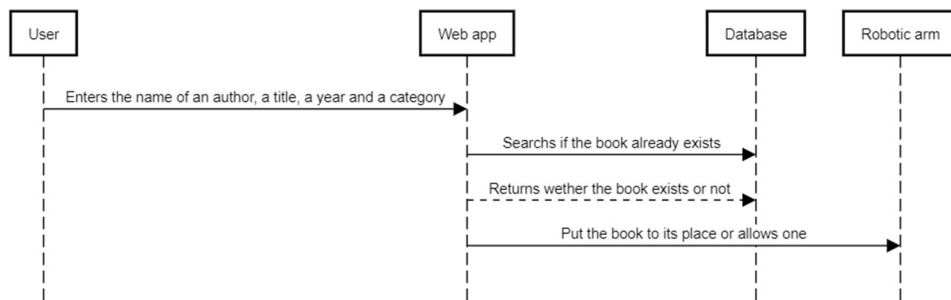 User
Web app
Database
Robotic arm
Enters the name of an author, a title, a year and a category
Searchs if the book already exists
Returns wether the book exists or not
Put the book to its place or allows one